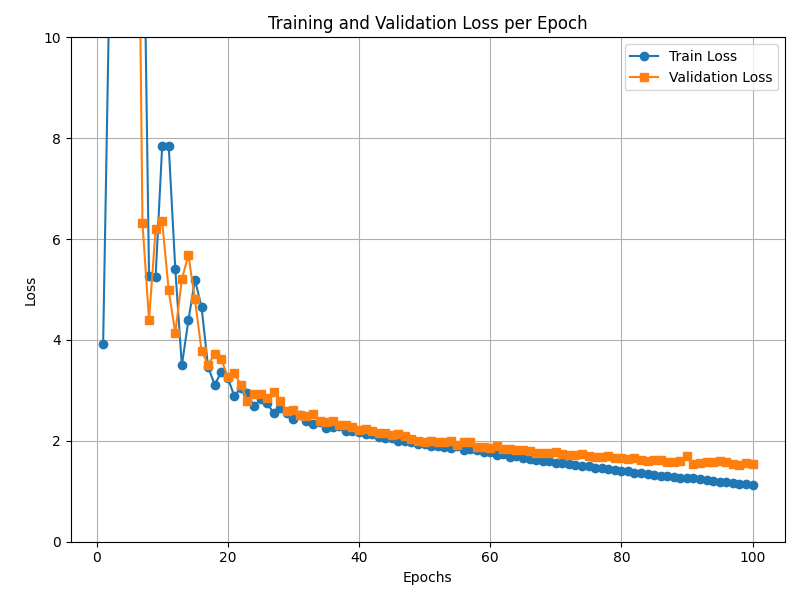 Training and Validation Loss per Epoch
Train Loss
Validation Loss
10
8
6
4
2
0
Loss
0 20 40 60 80 100
Epochs